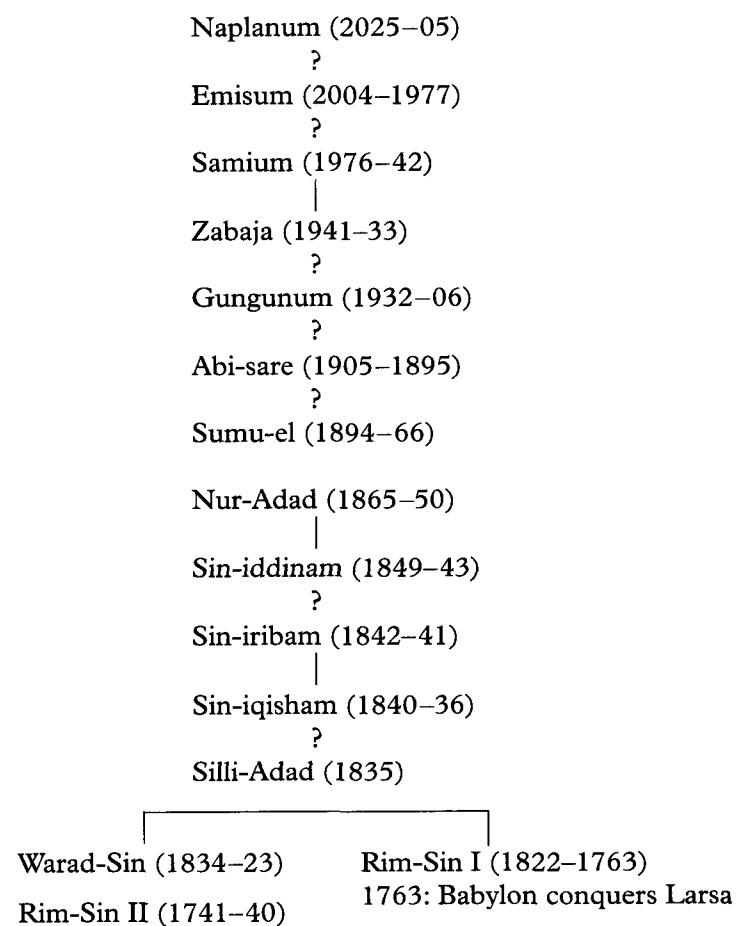 Naplanum (2025–05)
?
Emisum (2004–1977)
?
Samium (1976–42)
Zabaja (1941–33)
?
Gungunum (1932–06)
?
Abi-sare (1905–1895)
?
Sumu-el (1894–66)
Nur-Adad (1865–50)
Sin-iddinam (1849–43)
?
Sin-iribam (1842–41)
Sin-iqisham (1840–36)
?
Silli-Adad (1835)
Warad-Sin (1834–23)
Rim-Sin II (1741–40)
Rim-Sin I (1822–1763)
1763: Babylon conquers Larsa